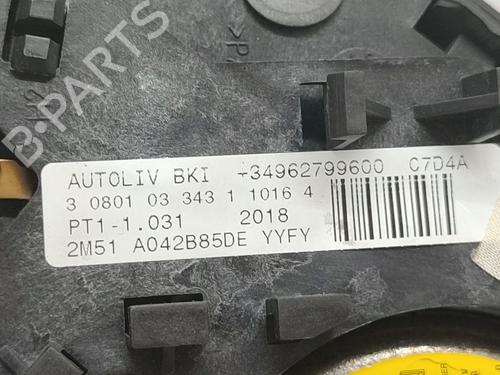 B-PARTS
AUTOLIV BKI -34962799600 C7D4A
3 0801 03 343 1 1016 4
PT1-1.031 2018
2M51 A042B85DE YYFY